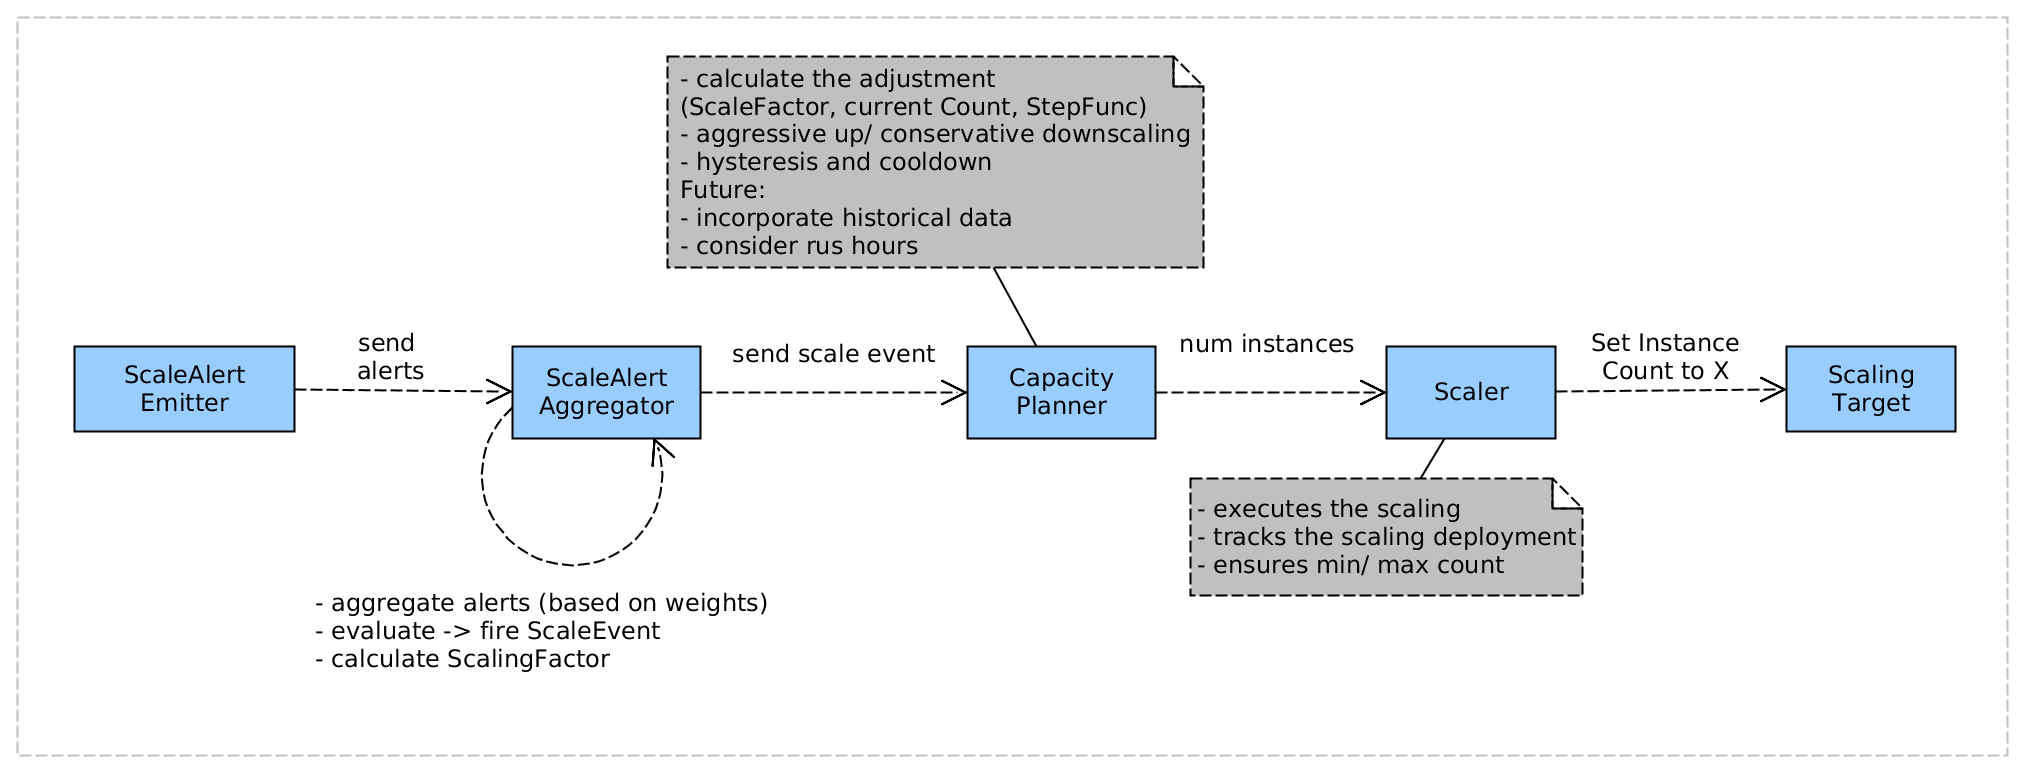 - calculate the adjustment
(ScaleFactor, current Count, StepFunc)
- aggressive up/ conservative downscaling
- hysteresis and cooldown
Future:
- incorporate historical data
- consider rus hours
ScaleAlert
Emitter
send
alerts
ScaleAlert
Aggregator
send scale event
Capacity
Planner
num instances
Scaler
Set Instance
Count to X
Scaling
Target
- executes the scaling
- tracks the scaling deployment
- ensures min/ max count
- aggregate alerts (based on weights)
- evaluate -> fire ScaleEvent
- calculate ScalingFactor